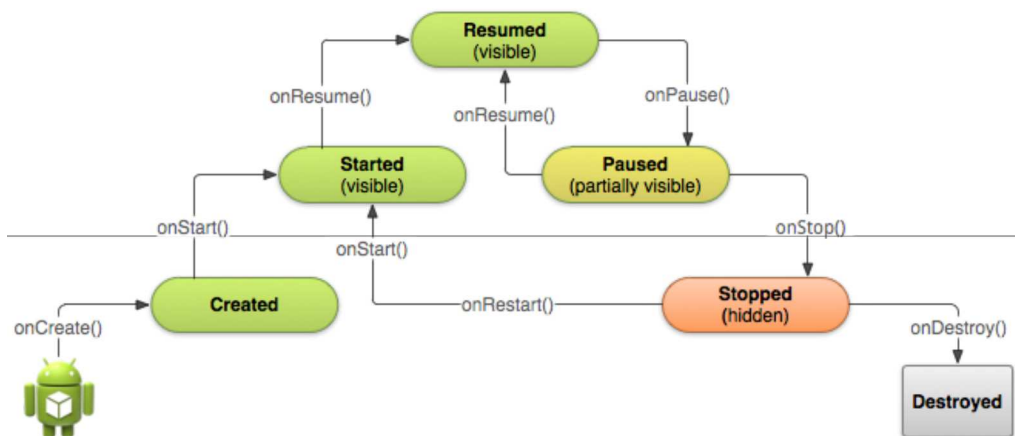 Resumed
(visible)
onResume()
onResume()
onPause()
Started
(visible)
Paused
(partially visible)
onStart()
onStart()
onStop()
Created
onRestart()
Stopped
(hidden)
onCreate()
onDestroy()
Destroyed